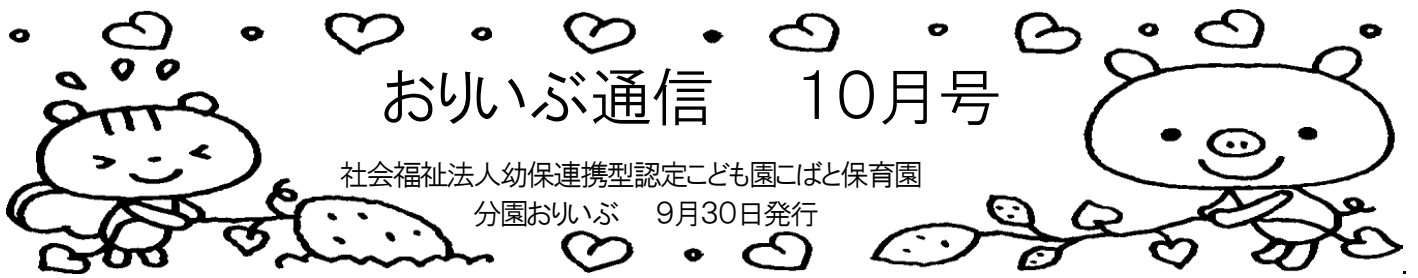 おりいぶ通信　　10月号
社会福祉法人幼保連携型認定こども園こばと保育園
分園おりいぶ　　9月30日発行